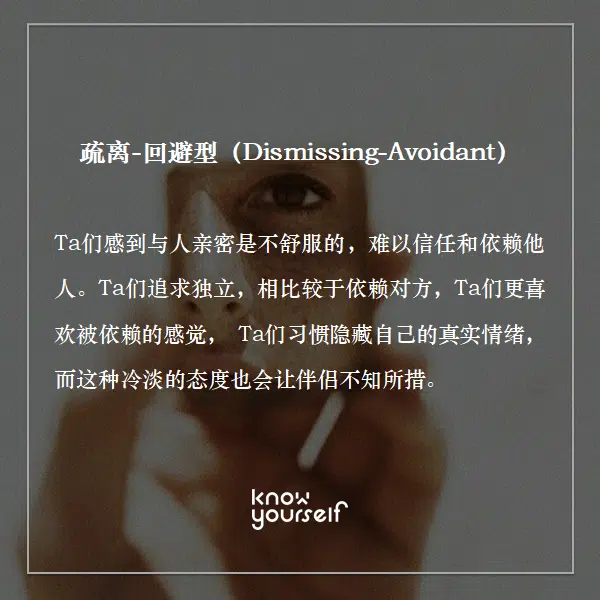 疏离-回避型（Dismissing-Avoidant）
Ta们感到与人亲密是不舒服的，难以信任和依赖他
人。Ta们追求独立，相比较于依赖对方，Ta们更喜
欢被依赖的感觉， Ta们习惯隐藏自己的真实情绪，
而这种冷淡的态度也会让伴侣不知所措。
know
yourself